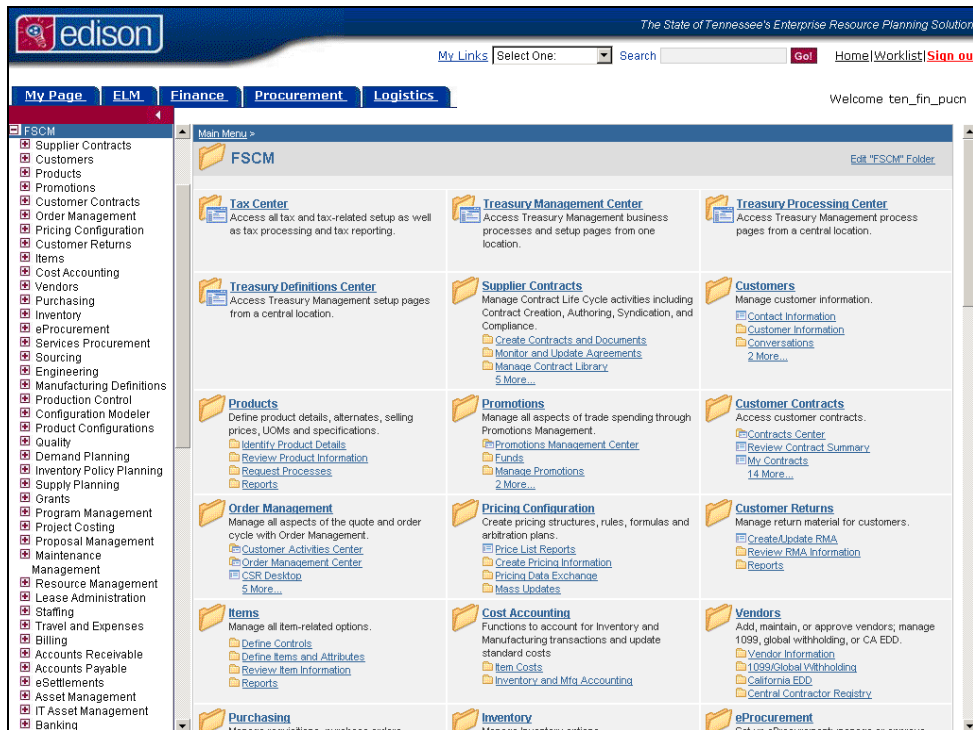 edison
The State of Tennessee's Enterprise Resource Planning Solution
My Links Select One: Search Go! Home|Worklist|Sign ou
My Page ELM Finance Procurement Logistics
Welcome ten_fin_pucn
FSCM
Supplier Contracts
Customers
Products
Promotions
Customer Contracts
Order Management
Pricing Configuration
Customer Returns
Items
Cost Accounting
Vendors
Purchasing
Inventory
eProcurement
Services Procurement
Sourcing
Engineering
Manufacturing Definitions
Production Control
Configuration Modeler
Product Configurations
Quality
Demand Planning
Inventory Policy Planning
Supply Planning
Grants
Program Management
Project Costing
Proposal Management
Maintenance
Management
Resource Management
Lease Administration
Staffing
Travel and Expenses
Billing
Accounts Receivable
Accounts Payable
eSettlements
Asset Management
IT Asset Management
Banking
Main Menu >
FSCM
Edit "FSCM" Folder
Tax Center
Access all tax and tax-related setup as well
as tax processing and tax reporting.
Treasury Management Center
Access Treasury Management business
processes and setup pages from one
location.
Treasury Processing Center
Access Treasury Management process
pages from a central location.
Treasury Definitions Center
Access Treasury Management setup pages
from a central location.
Supplier Contracts
Manage Contract Life Cycle activities including
Contract Creation, Authoring, Syndication, and
Compliance.
Create Contracts and Documents
Monitor and Update Agreements
Manage Contract Library
5 More...
Customers
Manage customer information.
Contact Information
Customer Information
Conversations
2 More...
Products
Define product details, alternates, selling
prices, UOMs and specifications.
Identify Product Details
Review Product Information
Request Processes
Reports
Promotions
Manage all aspects of trade spending through
Promotions Management.
Promotions Management Center
Funds
Manage Promotions
2 More...
Customer Contracts
Access customer contracts.
Contracts Center
Review Contract Summary
My Contracts
14 More...
Order Management
Manage all aspects of the quote and order
cycle with Order Management.
Customer Activities Center
Order Management Center
CSR Desktop
5 More...
Pricing Configuration
Create pricing structures, rules, formulas and
arbitration plans.
Price List Reports
Create Pricing Information
Pricing Data Exchange
Mass Updates
Customer Returns
Manage return material for customers.
Create/Update RMA
Review RMA Information
Reports
Items
Manage all item-related options.
Define Controls
Define Items and Attributes
Review Item Information
Reports
Cost Accounting
Functions to account for Inventory and
Manufacturing transactions and update
standard costs
Item Costs
Inventory and Mfg Accounting
Vendors
Add, maintain, or approve vendors; manage
1099, global withholding, or CA EDD.
Vendor Information
1099/Global Withholding
California EDD
Central Contractor Registry
Purchasing
Manage requisitions, purchase orders
Inventory
Manage Inventory options
eProcurement